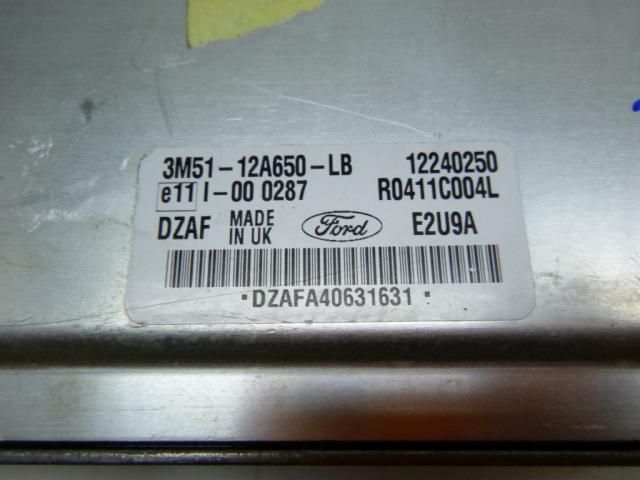 3M51-12A650-LB 12240250
e11 I-00 0287 R0411C004L
DZAF MADE IN UK Ford E2U9A
·DZAFA40631631·